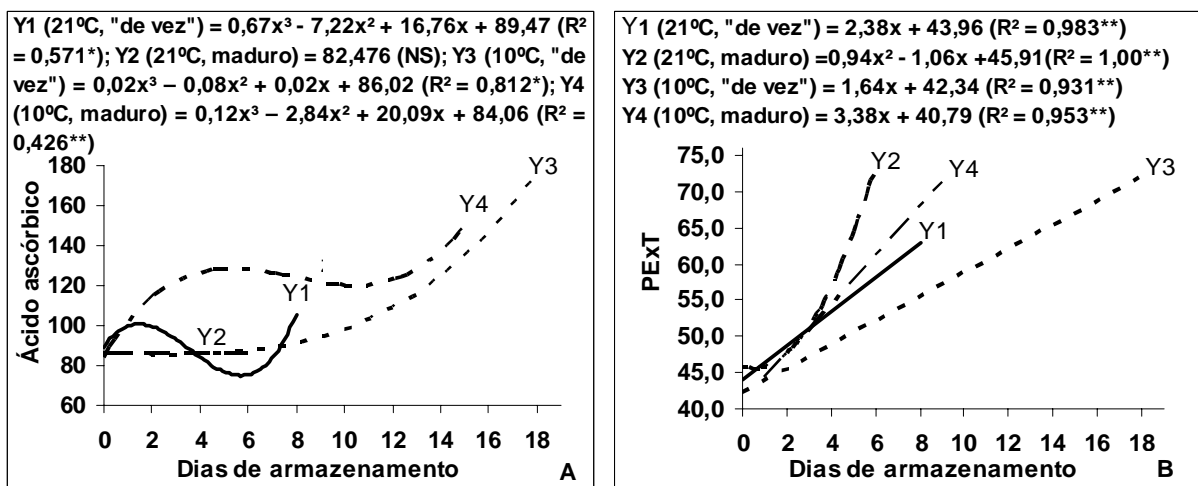 Y1 (21ºC, "de vez") = 0,67x³ - 7,22x² + 16,76x + 89,47 (R²
= 0,571*); Y2 (21ºC, maduro) = 82,476 (NS); Y3 (10ºC, "de
vez") = 0,02x³ – 0,08x² + 0,02x + 86,02 (R² = 0,812*); Y4
(10ºC, maduro) = 0,12x³ – 2,84x² + 20,09x + 84,06 (R² =
0,426**)
180
160
140
120
100
80
60
Ácido ascórbico
Y3
Y4
Y1
Y2
0 2 4 6 8 10 12 14 16 18
Dias de armazenamento
A
Y1 (21ºC, "de vez") = 2,38x + 43,96 (R² = 0,983**)
Y2 (21ºC, maduro) =0,94x² - 1,06x +45,91(R² = 1,00**)
Y3 (10ºC, "de vez") = 1,64x + 42,34 (R² = 0,931**)
Y4 (10ºC, maduro) = 3,38x + 40,79 (R² = 0,953**)
75,0
70,0
65,0
60,0
55,0
50,0
45,0
40,0
PExT
Y2
Y4
Y3
Y1
0 2 4 6 8 10 12 14 16 18
Dias de armazenamento
B